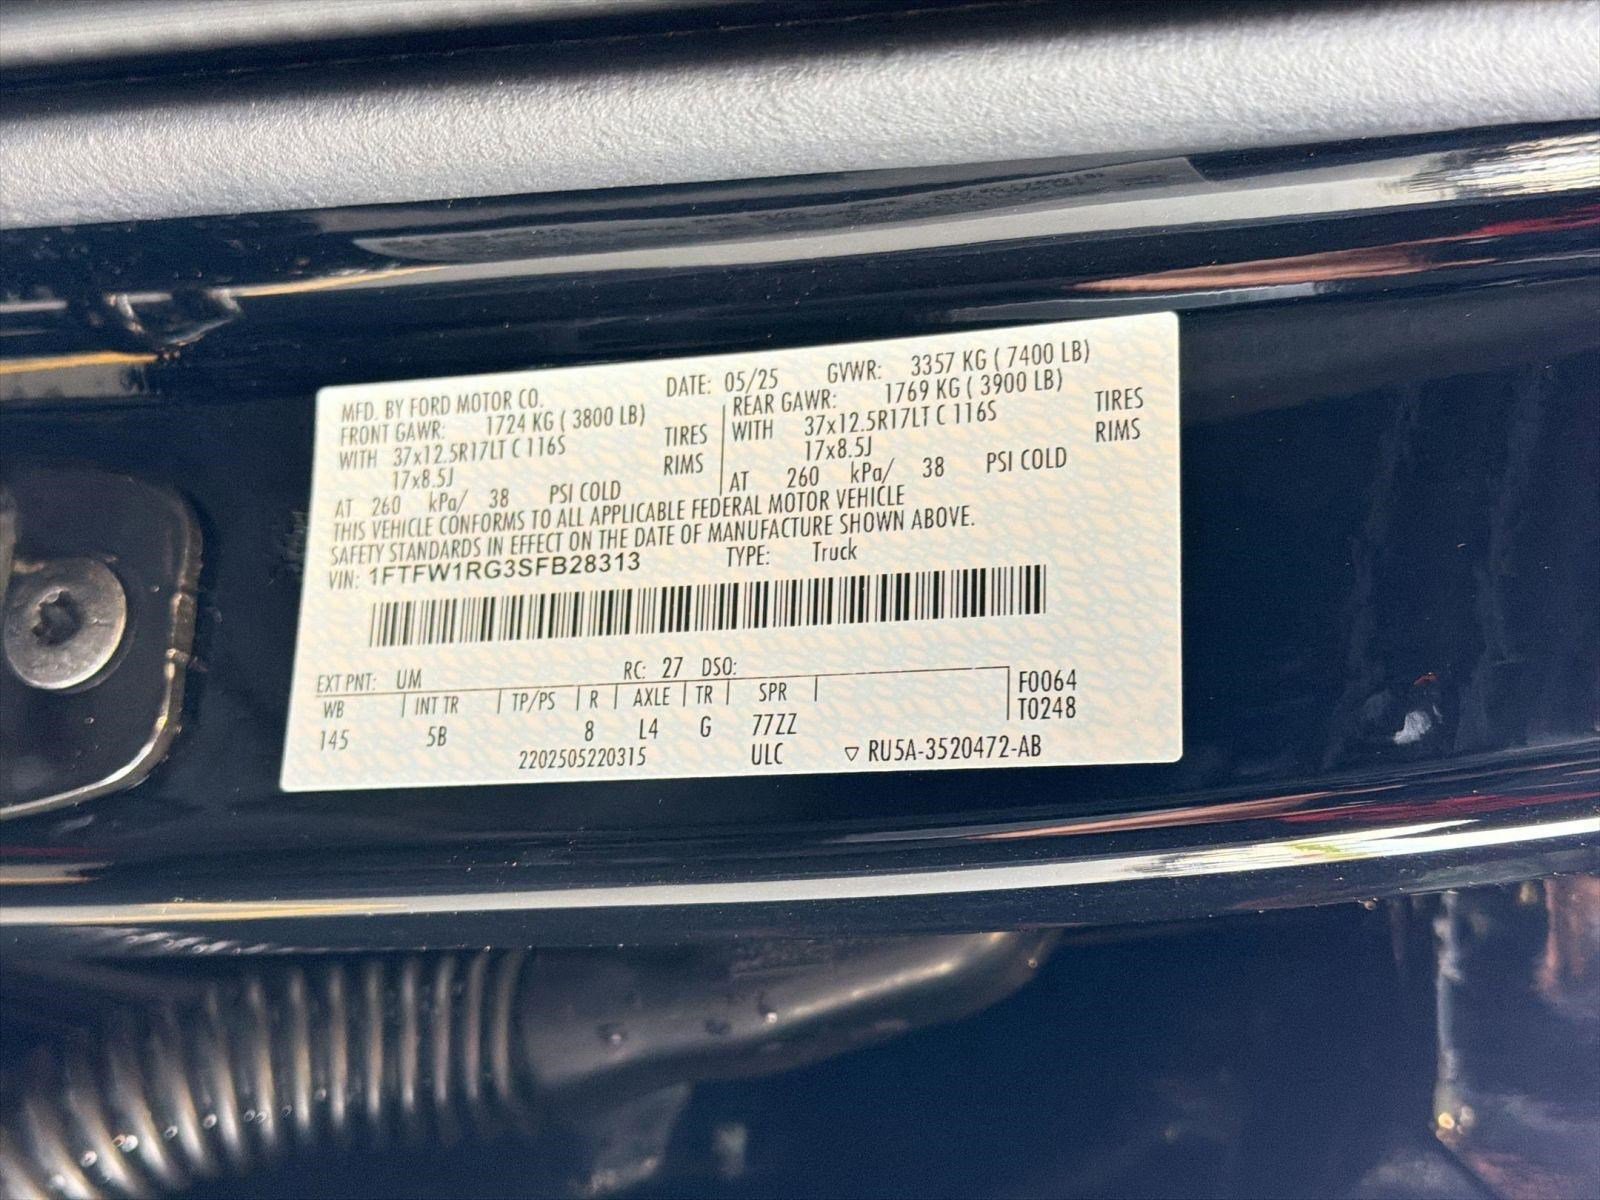 MFD. BY FORD MOTOR CO. DATE: 05/25 GVWR: 3357 KG ( 7400 LB)
FRONT GAWR: 1724 KG ( 3800 LB)
WITH 37x12.5R17LT C 116S TIRES
17x8.5J RIMS
AT 260 kPa/ 38 PSI COLD
REAR GAWR: 1769 KG ( 3900 LB)
WITH 37x12.5R17LT C 116S TIRES
17x8.5J RIMS
AT 260 kPa/ 38 PSI COLD
THIS VEHICLE CONFORMS TO ALL APPLICABLE FEDERAL MOTOR VEHICLE
SAFETY STANDARDS IN EFFECT ON THE DATE OF MANUFACTURE SHOWN ABOVE.
VIN: 1FTFW1RG3SFB28313 TYPE: Truck
EXT PNT: UM RC: 27 DSO:
WB INT TR TP/PS R AXLE TR SPR F0064
145 5B 8 L4 G 77ZZ T0248
2202505220315 ULC ▽ RU5A-3520472-AB